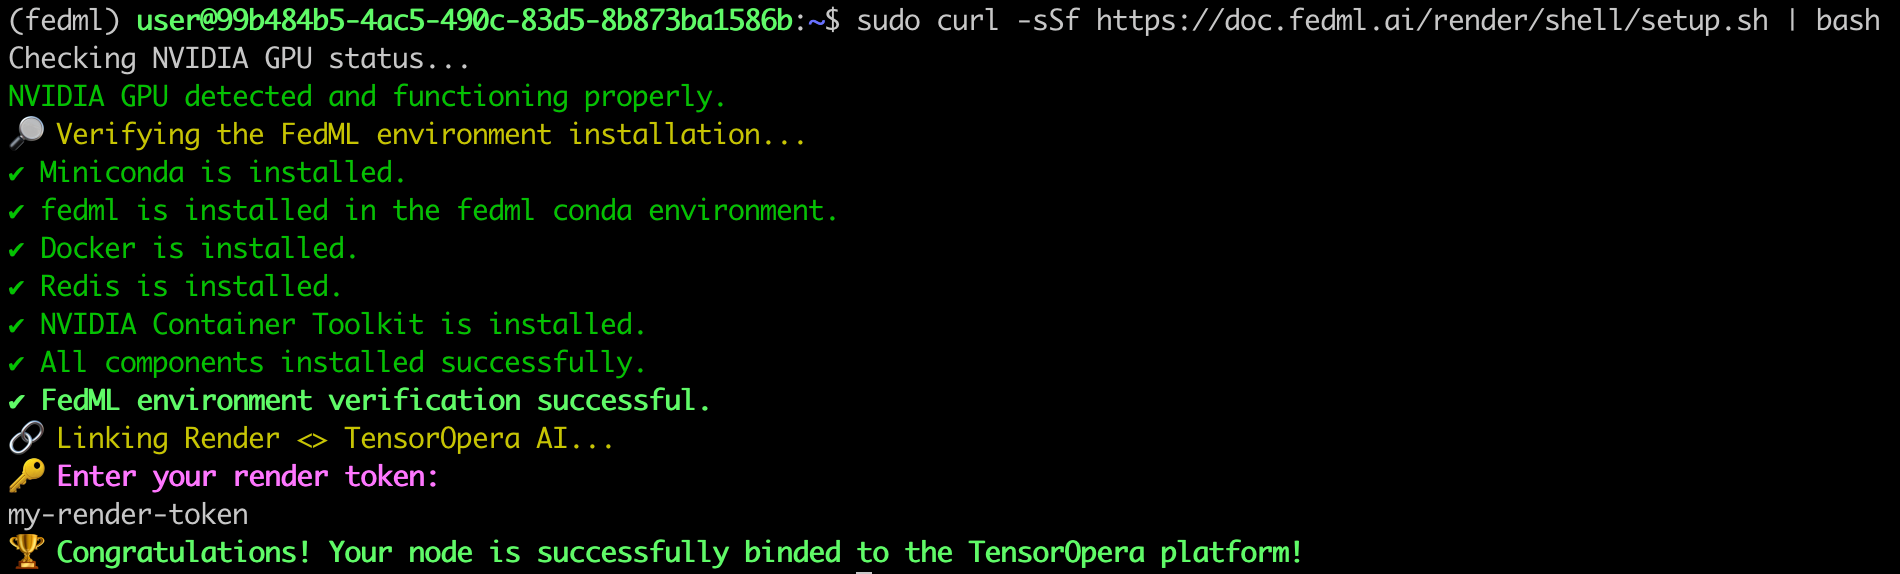 (fedml) user@99b484b5-4ac5-490c-83d5-8b873ba1586b:~$ sudo curl -sSf https://doc.fedml.ai/render/shell/setup.sh | bash
Checking NVIDIA GPU status...
NVIDIA GPU detected and functioning properly.
🔎 Verifying the FedML environment installation...
✔ Miniconda is installed.
✔ fedml is installed in the fedml conda environment.
✔ Docker is installed.
✔ Redis is installed.
✔ NVIDIA Container Toolkit is installed.
✔ All components installed successfully.
✔ FedML environment verification successful.
🔗 Linking Render <> TensorOpera AI...
🔑 Enter your render token:
my-render-token
🏆 Congratulations! Your node is successfully binded to the TensorOpera platform!